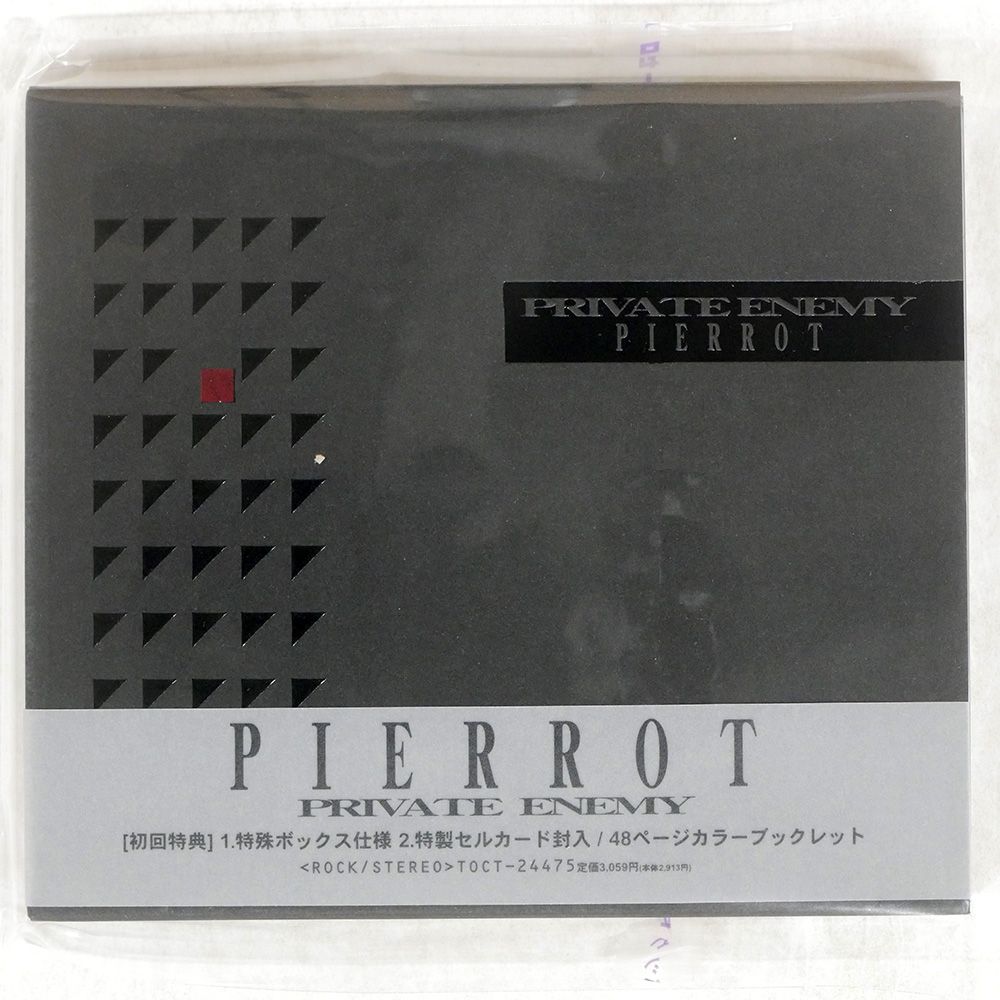 PRIVATE ENEMY
PIERROT
PIERROT
PRIVATE ENEMY
[初回特典] 1.特殊ボックス仕様 2.特製セルカード封入 / 48ページカラーブックレット
<ROCK/STEREO>TOCT-24475定価3,059円(本体2,913円)